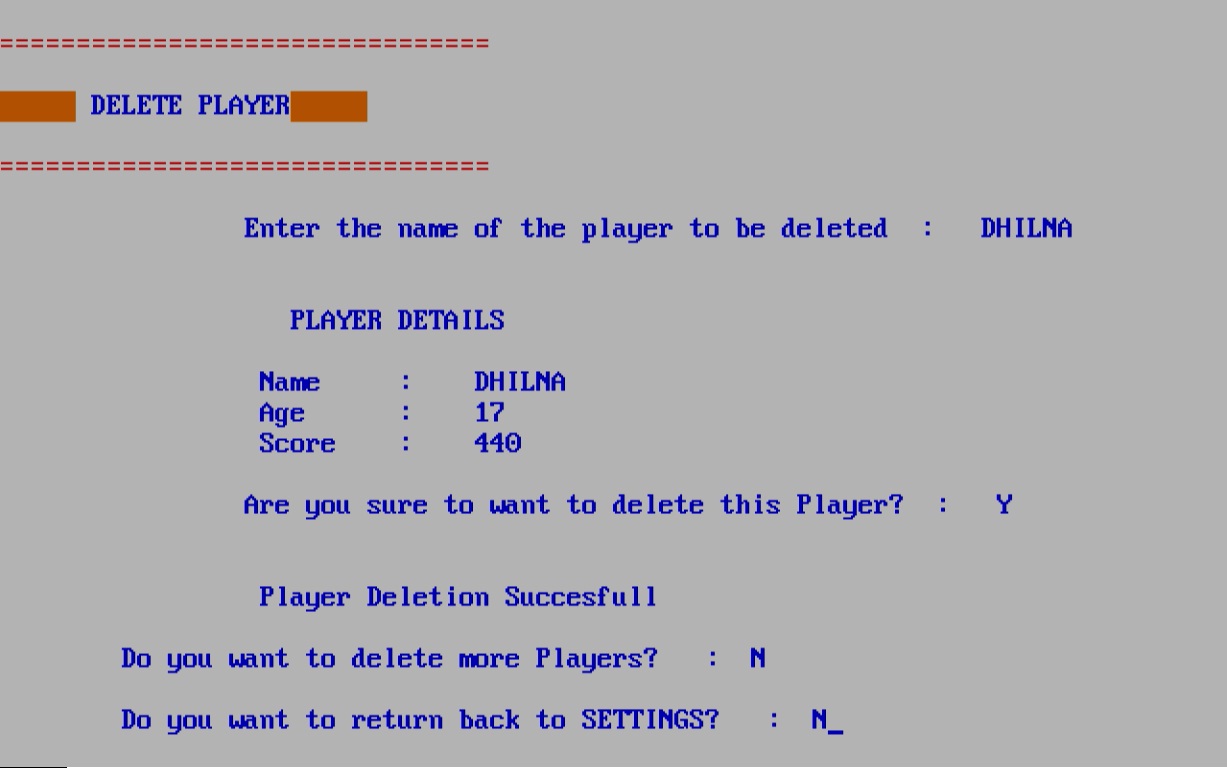 ================================
DELETE PLAYER
================================
Enter the name of the player to be deleted : DHILNA
PLAYER DETAILS
Name : DHILNA
Age : 17
Score : 440
Are you sure to want to delete this Player? : Y
Player Deletion Succesfull
Do you want to delete more Players? : N
Do you want to return back to SETTINGS? : N_